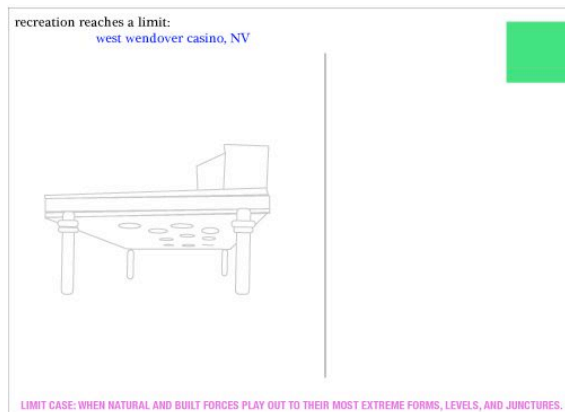 recreation reaches a limit:
west wendover casino, NV
LIMIT CASE: WHEN NATURAL AND BUILT FORCES PLAY OUT TO THEIR MOST EXTREME FORMS, LEVELS, AND JUNCTURES.